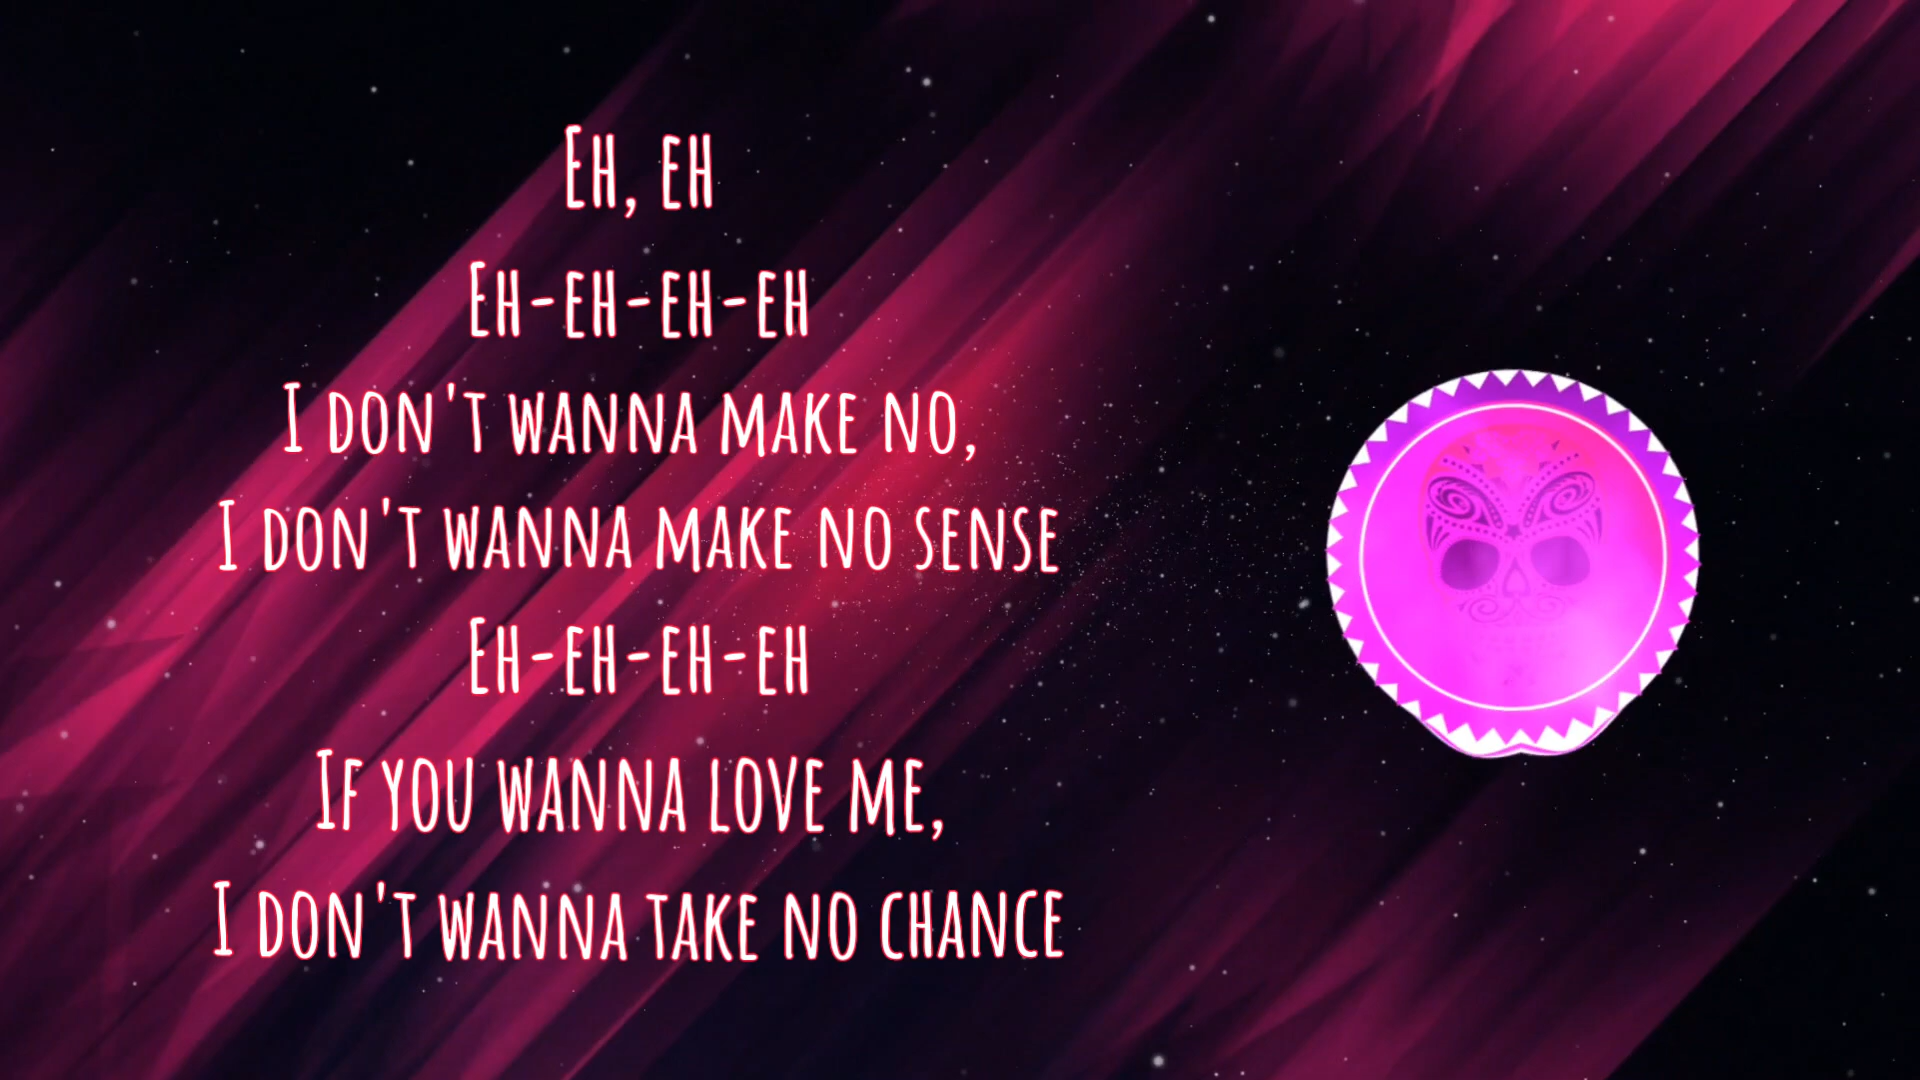 Eh, eh
Eh-eh-eh-eh
I don't wanna make no,
I don't wanna make no sense
Eh-eh-eh-eh
If you wanna love me,
I don't wanna take no chance